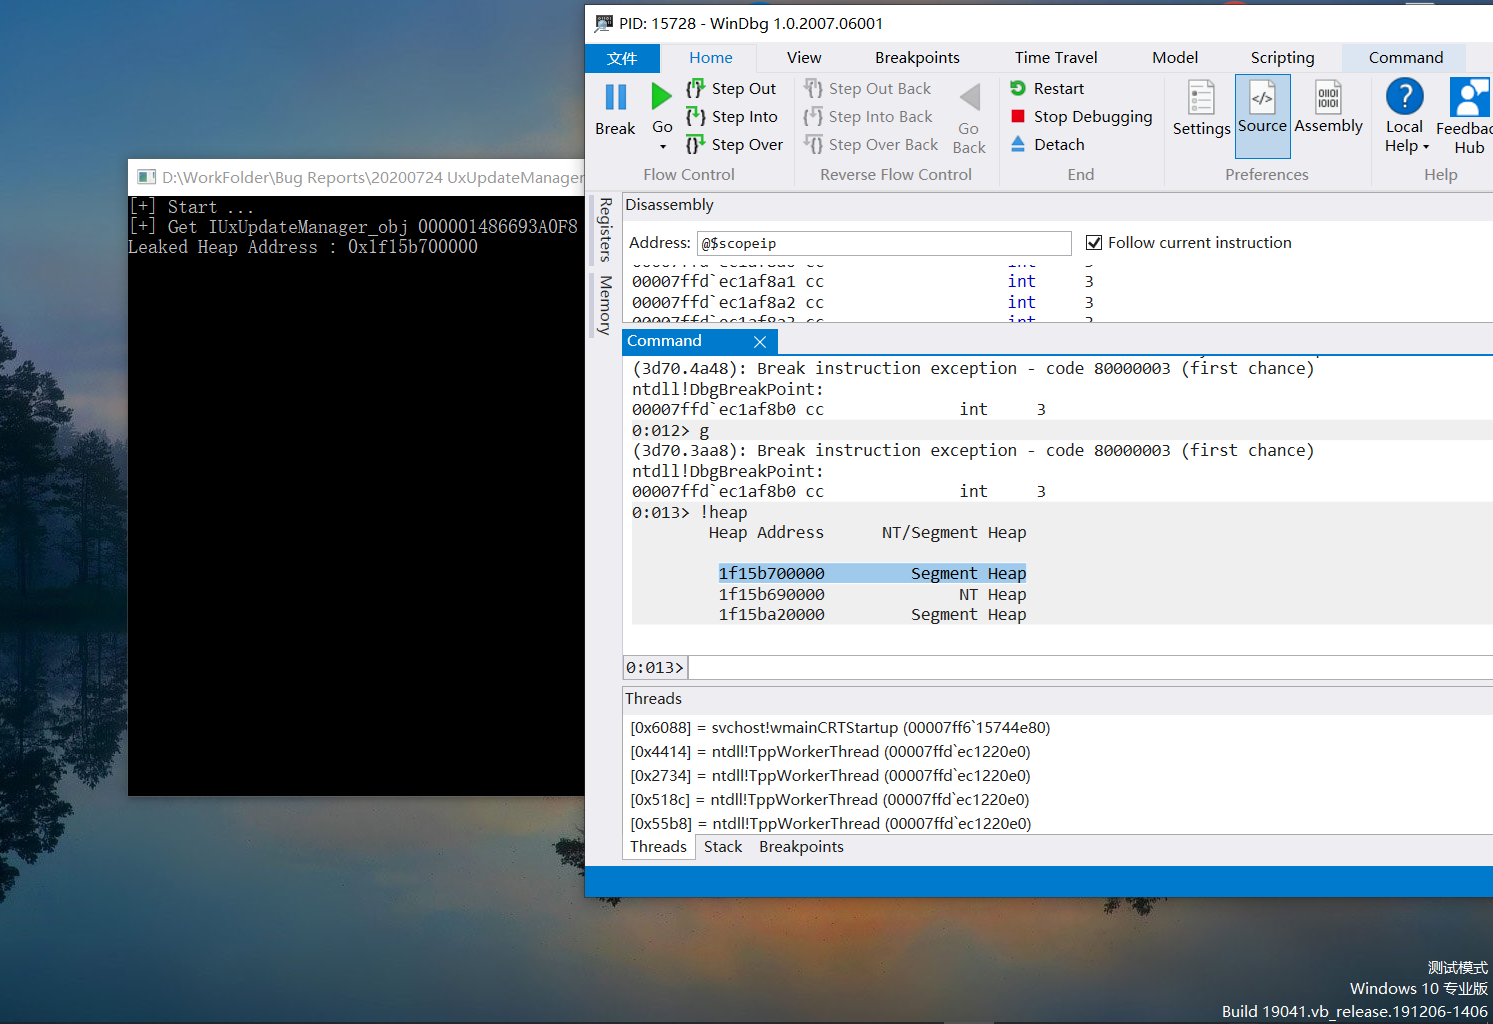 PID: 15728 - WinDbg 1.0.2007.06001
文件 Home View Breakpoints Time Travel Model Scripting Command
Break
Go
Step Out
Step Into
Step Over
Flow Control
Step Out Back
Step Into Back
Step Over Back
Go Back
Reverse Flow Control
Restart
Stop Debugging
Detach
End
Settings
Source
Assembly
Preferences
Local Help
Feedbac
Hub
Help
D:\WorkFolder\Bug Reports\20200724 UxUpdateManager
[+] Start ...
[+] Get IUxUpdateManager_obj 000001486693A0F8
Leaked Heap Address : 0x1f15b700000
Registers
Memory
Disassembly
Address: @$scopeip Follow current instruction
00007ffd`ec1af8a1 cc int 3
00007ffd`ec1af8a2 cc int 3
Command
(3d70.4a48): Break instruction exception - code 80000003 (first chance)
ntdll!DbgBreakPoint:
00007ffd`ec1af8b0 cc int 3
0:012> g
(3d70.3aa8): Break instruction exception - code 80000003 (first chance)
ntdll!DbgBreakPoint:
00007ffd`ec1af8b0 cc int 3
0:013> !heap
Heap Address NT/Segment Heap
1f15b700000 Segment Heap
1f15b690000 NT Heap
1f15ba20000 Segment Heap
0:013>
Threads
[0x6088] = svchost!wmainCRTStartup (00007ff6`15744e80)
[0x4414] = ntdll!TppWorkerThread (00007ffd`ec1220e0)
[0x2734] = ntdll!TppWorkerThread (00007ffd`ec1220e0)
[0x518c] = ntdll!TppWorkerThread (00007ffd`ec1220e0)
[0x55b8] = ntdll!TppWorkerThread (00007ffd`ec1220e0)
Threads Stack Breakpoints
测试模式
Windows 10 专业版
Build 19041.vb_release.191206-1406